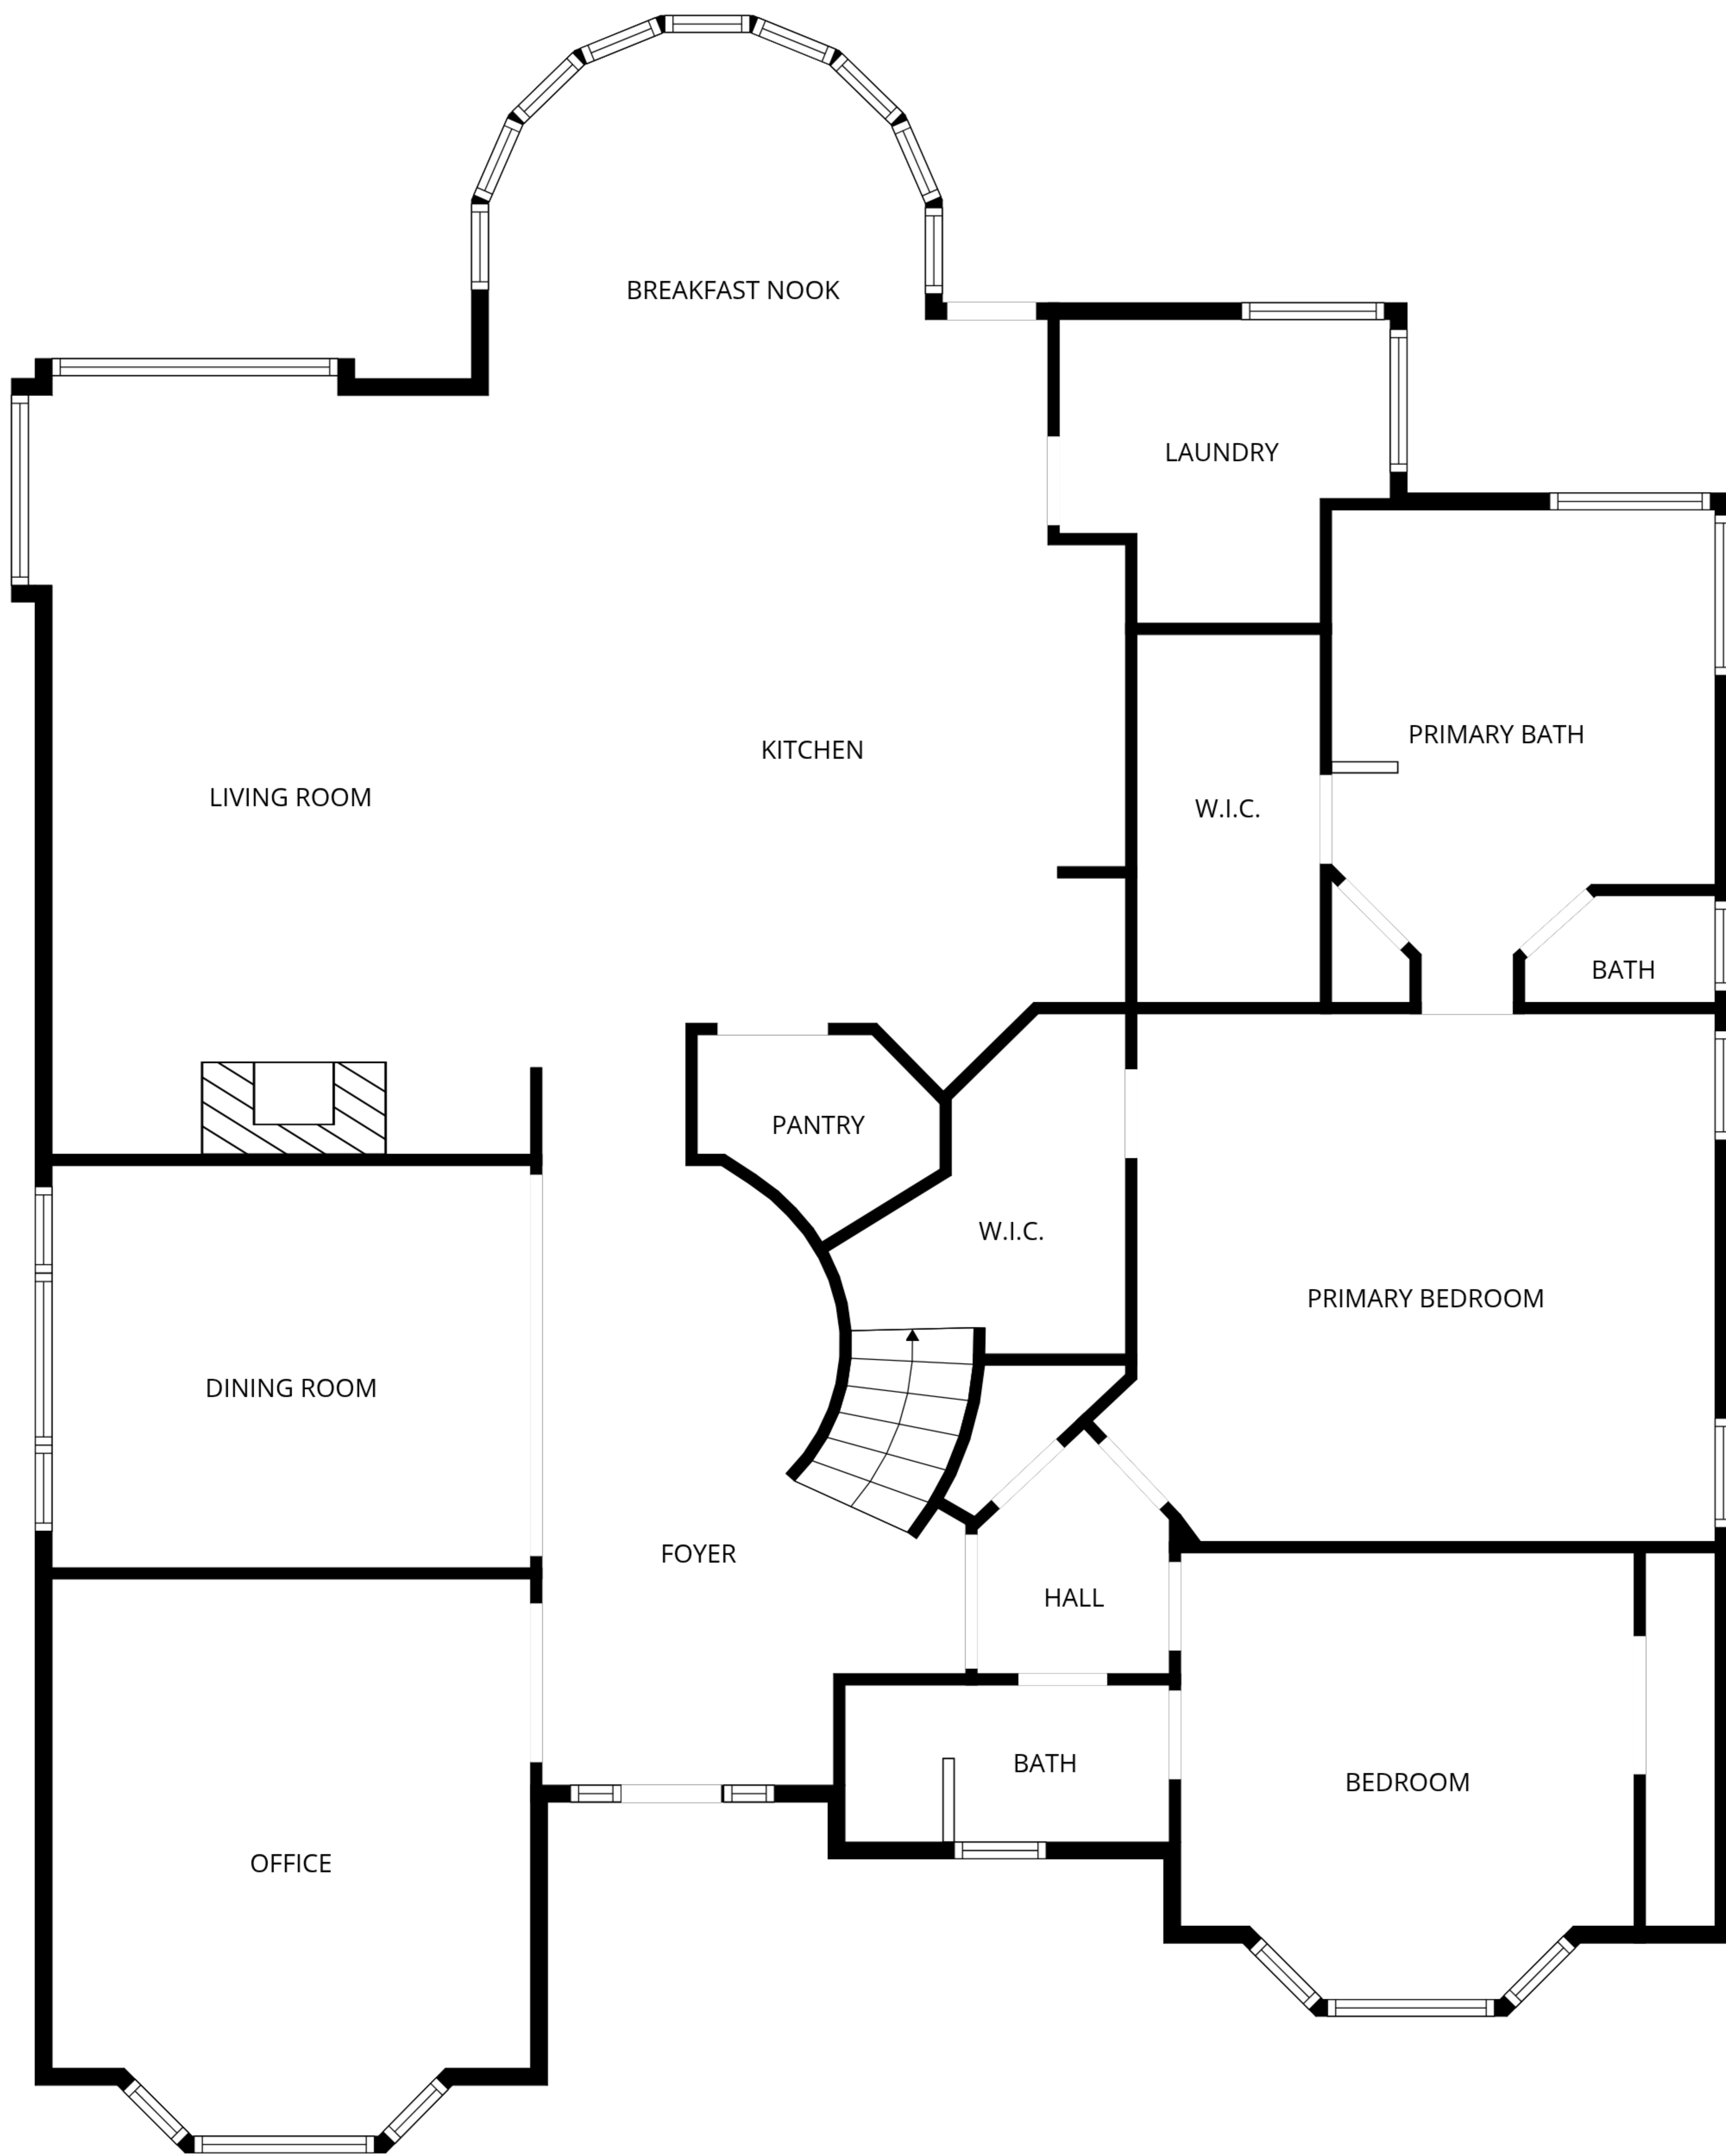 BREAKFAST NOOK
LAUNDRY
PRIMARY BATH
KITCHEN
LIVING ROOM
W.I.C.
BATH
PANTRY
W.I.C.
PRIMARY BEDROOM
DINING ROOM
FOYER
HALL
BATH
BEDROOM
OFFICE